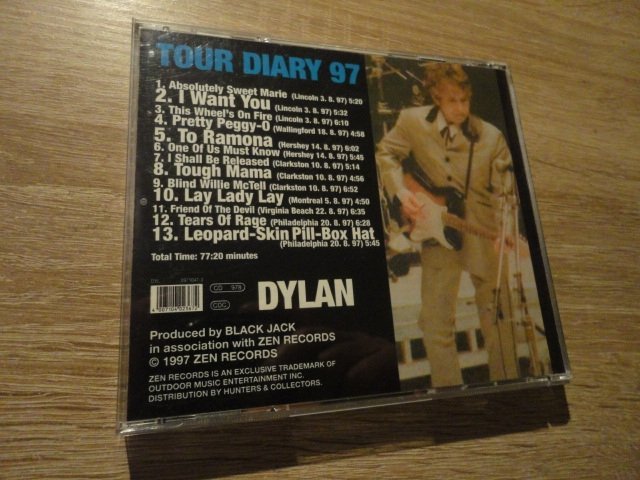 TOUR DIARY 97
1. Absolutely Sweet Marie (Lincoln 3. 8. 97) 5:20
2. I Want You (Lincoln 3. 8. 97) 5:32
3. This Wheel's On Fire (Lincoln 3. 8. 97) 6:10
4. Pretty Peggy-O (Wallingford 18. 8. 97) 4:58
5. To Ramona (Hershey 14. 8. 97) 6:02
6. One Of Us Must Know (Hershey 14. 8. 97) 5:45
7. I Shall Be Released (Clarkston 10. 8. 97) 5:14
8. Tough Mama (Clarkston 10. 8. 97) 4:56
9. Blind Willie McTell (Clarkston 10. 8. 97) 6:52
10. Lay Lady Lay (Montreal 5. 8. 97) 4:50
11. Friend Of The Devil (Virginia Beach 22. 8. 97) 6:35
12. Tears Of Rage (Philadelphia 20. 8. 97) 6:28
13. Leopard-Skin Pill-Box Hat
(Philadelphia 20. 8. 97) 5:45
Total Time: 77:20 minutes
CD 978
CDC
DYLAN
Produced by BLACK JACK
in association with ZEN RECORDS
© 1997 ZEN RECORDS
ZEN RECORDS IS AN EXCLUSIVE TRADEMARK OF
OUTDOOR MUSIC ENTERTAINMENT INC.
DISTRIBUTION BY HUNTERS & COLLECTORS.